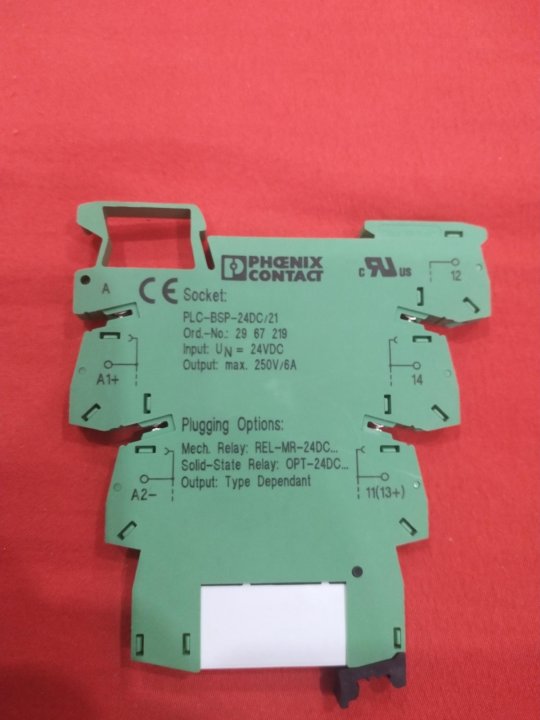 PHŒNIX
CONTACT
c RU US
12
A
CE
Socket:
PLC-BSP-24DC/21
Ord.-No.: 29 67 219
Input: UN = 24VDC
Output: max. 250V/6A
A1+
14
Plugging Options:
Mech. Relay: REL-MR-24DC...
Solid-State Relay: OPT-24DC...
Output: Type Dependant
A2-
11(13+)